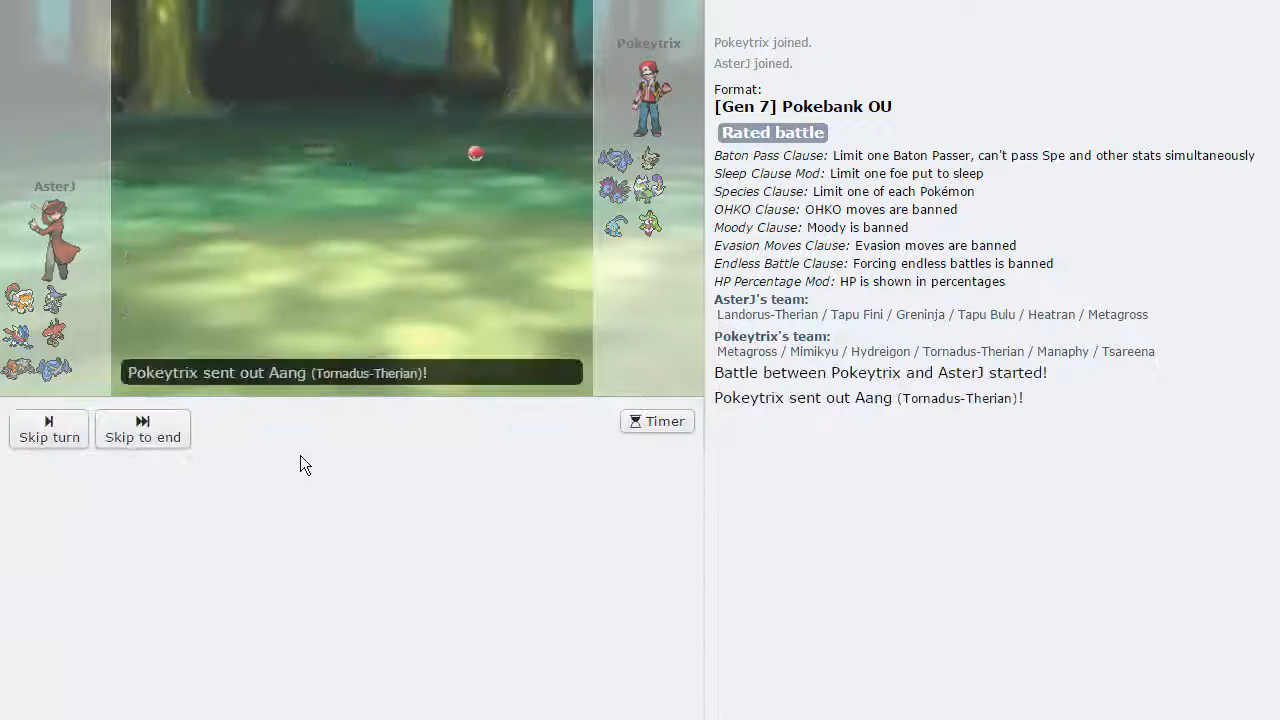 Pokeytrix
AsterJ
Pokeytrix sent out Aang (Tornadus-Therian)!
Skip turn
Skip to end
Timer
Pokeytrix joined.
AsterJ joined.
Format:
[Gen 7] Pokebank OU
Rated battle
Baton Pass Clause: Limit one Baton Passer, can't pass Spe and other stats simultaneously
Sleep Clause Mod: Limit one foe put to sleep
Species Clause: Limit one of each Pokémon
OHKO Clause: OHKO moves are banned
Moody Clause: Moody is banned
Evasion Moves Clause: Evasion moves are banned
Endless Battle Clause: Forcing endless battles is banned
HP Percentage Mod: HP is shown in percentages
AsterJ's team:
Landorus-Therian / Tapu Fini / Greninja / Tapu Bulu / Heatran / Metagross
Pokeytrix's team:
Metagross / Mimikyu / Hydreigon / Tornadus-Therian / Manaphy / Tsareena
Battle between Pokeytrix and AsterJ started!
Pokeytrix sent out Aang (Tornadus-Therian)!